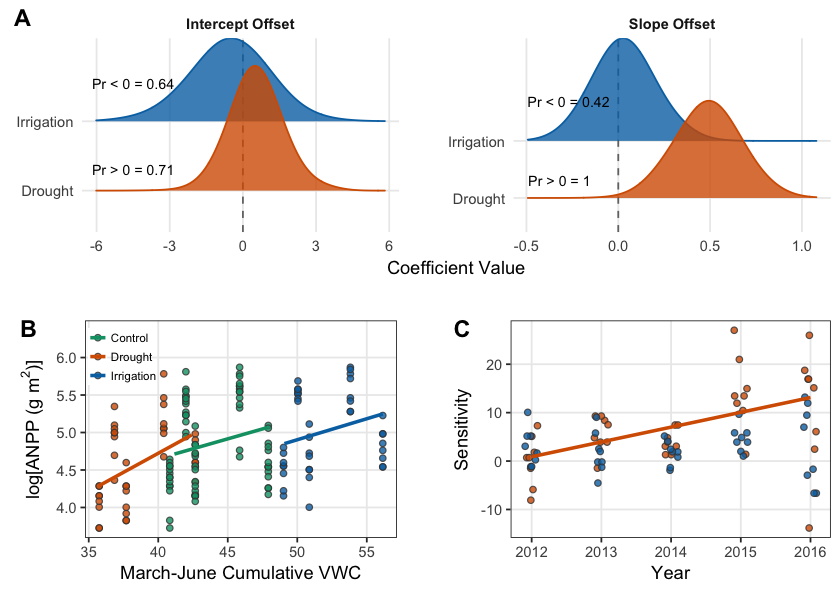 A
Intercept Offset
Slope Offset
Pr < 0 = 0.64
Irrigation
Pr > 0 = 0.71
Drought
-6 -3 0 3 6
Pr < 0 = 0.42
Irrigation
Pr > 0 = 1
Drought
-0.5 0.0 0.5 1.0
Coefficient Value
B
Control
Drought
Irrigation
log[ANPP (g m²)]
6.0
5.5
5.0
4.5
4.0
35 40 45 50 55
March-June Cumulative VWC
C
Sensitivity
20
10
0
-10
2012 2013 2014 2015 2016
Year